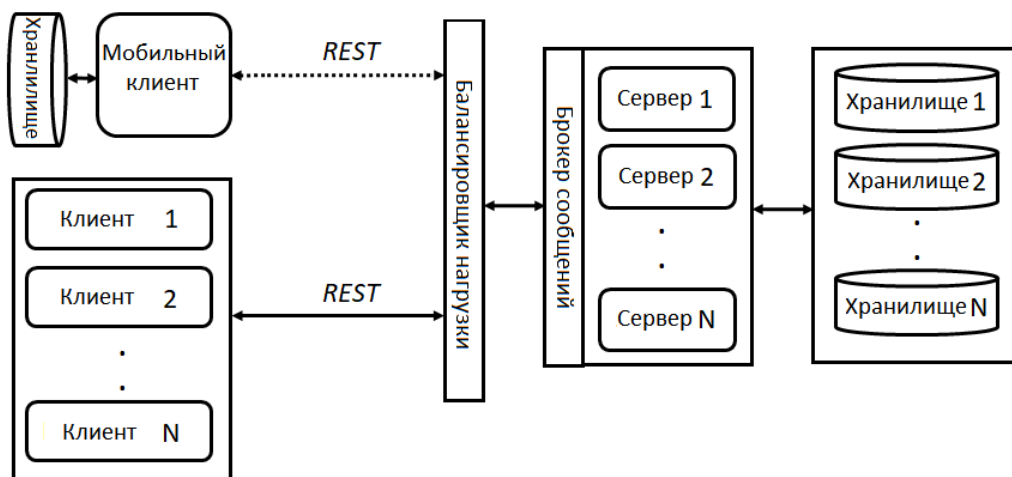 Хранлилище
Мобильный
клиент
REST
Клиент 1
Клиент 2
.
.
Клиент N
REST
Балансировщик нагрузки
Брокер сообщений
Сервер 1
Сервер 2
.
.
Сервер N
Хранилище 1
Хранилище 2
.
.
Хранилище N